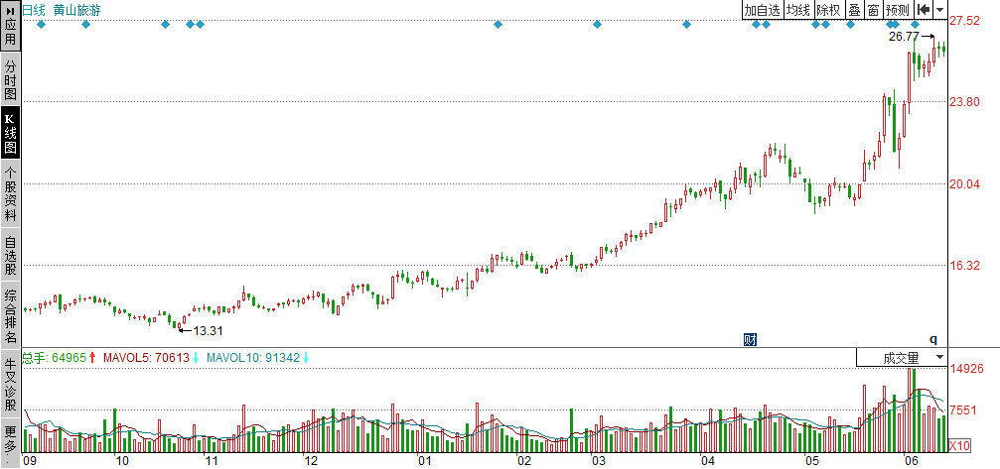 日线 黄山旅游
加自选 均线 除权 叠 窗 预测
应用
分时图
K线图
个股资料
自选股
综合排名
牛叉诊股
更多
27.52
26.77
23.80
20.04
16.32
13.31
财
q
总手: 64965 MAVOL5: 70613 MAVOL10: 91342
成交量
14926
7551
X10
09 10 11 12 01 02 03 04 05 06